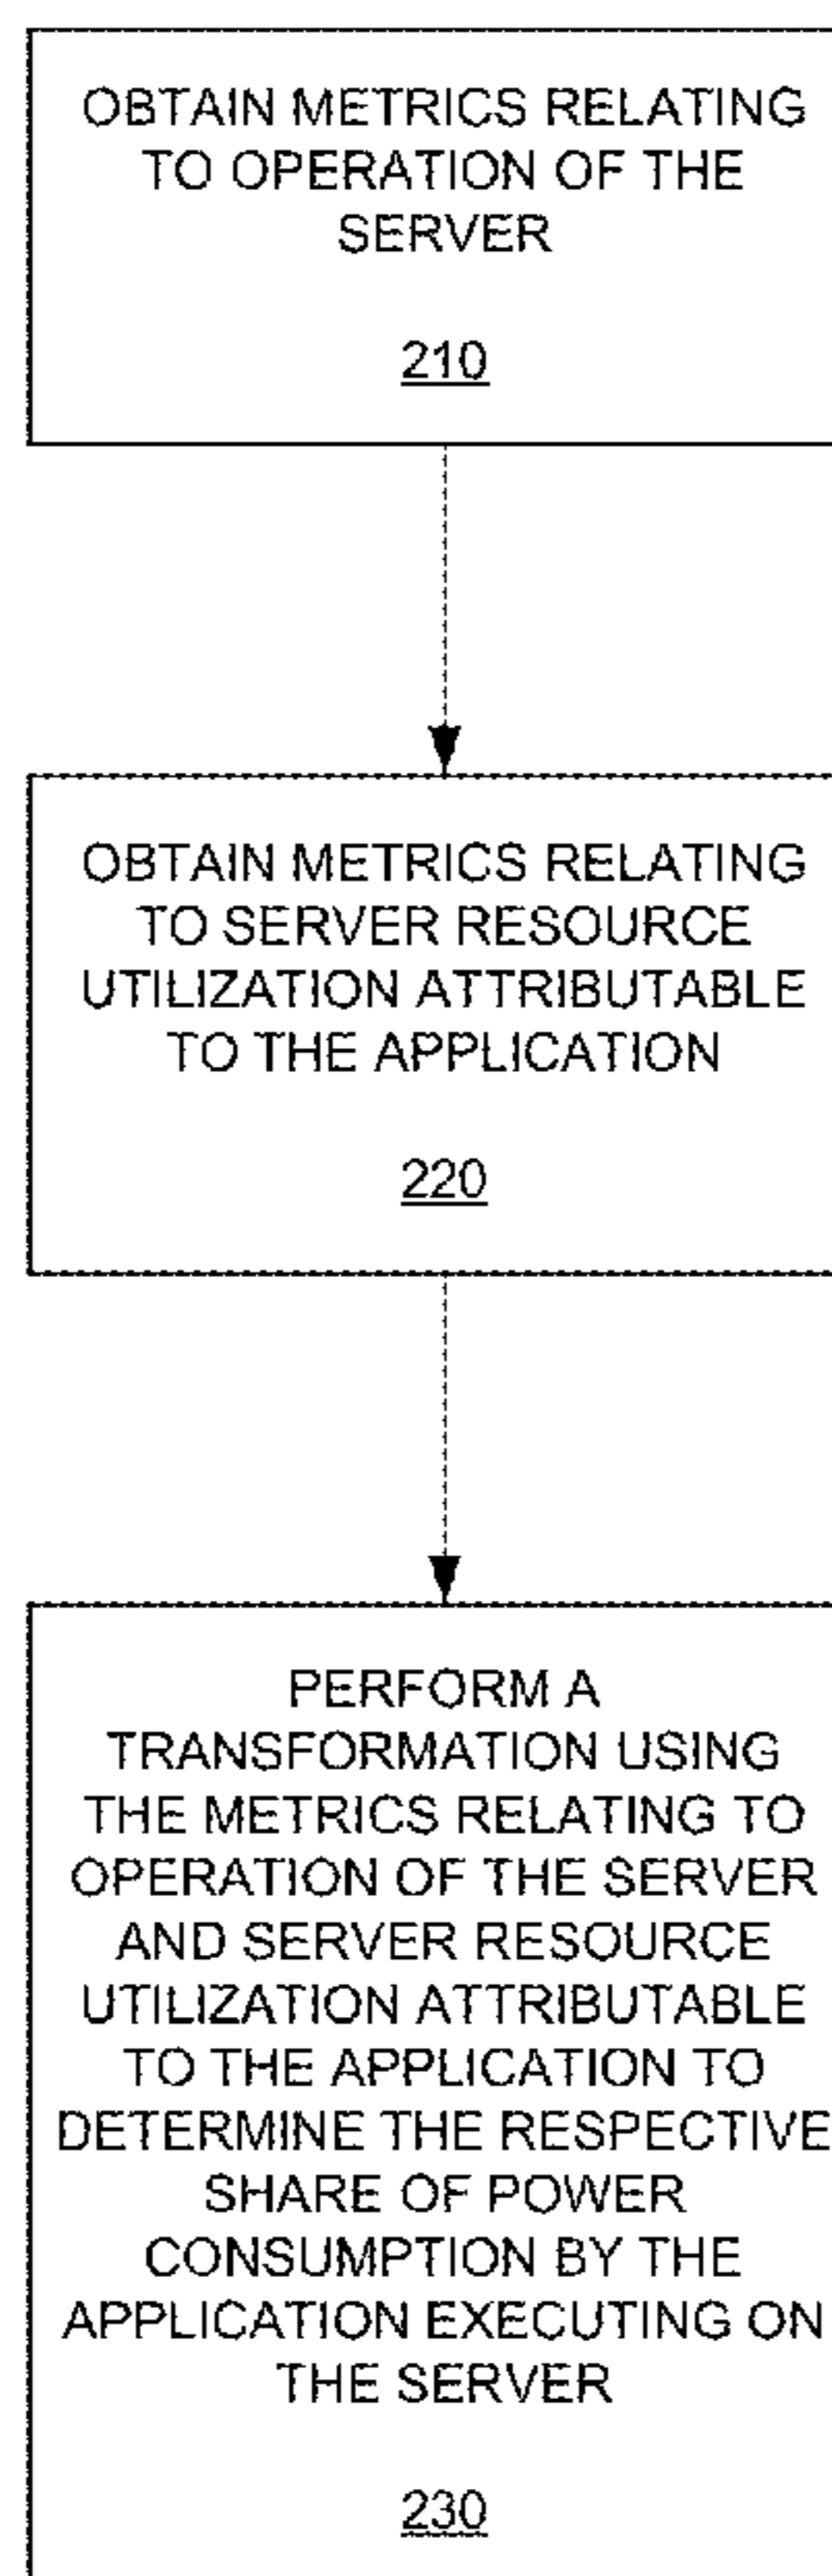 OBTAIN METRICS RELATING
TO OPERATION OF THE
SERVER
210
OBTAIN METRICS RELATING
TO SERVER RESOURCE
UTILIZATION ATTRIBUTABLE
TO THE APPLICATION
220
PERFORM A
TRANSFORMATION USING
THE METRICS RELATING TO
OPERATION OF THE SERVER
AND SERVER RESOURCE
UTILIZATION ATTRIBUTABLE
TO THE APPLICATION TO
DETERMINE THE RESPECTIVE
SHARE OF POWER
CONSUMPTION BY THE
APPLICATION EXECUTING ON
THE SERVER
230